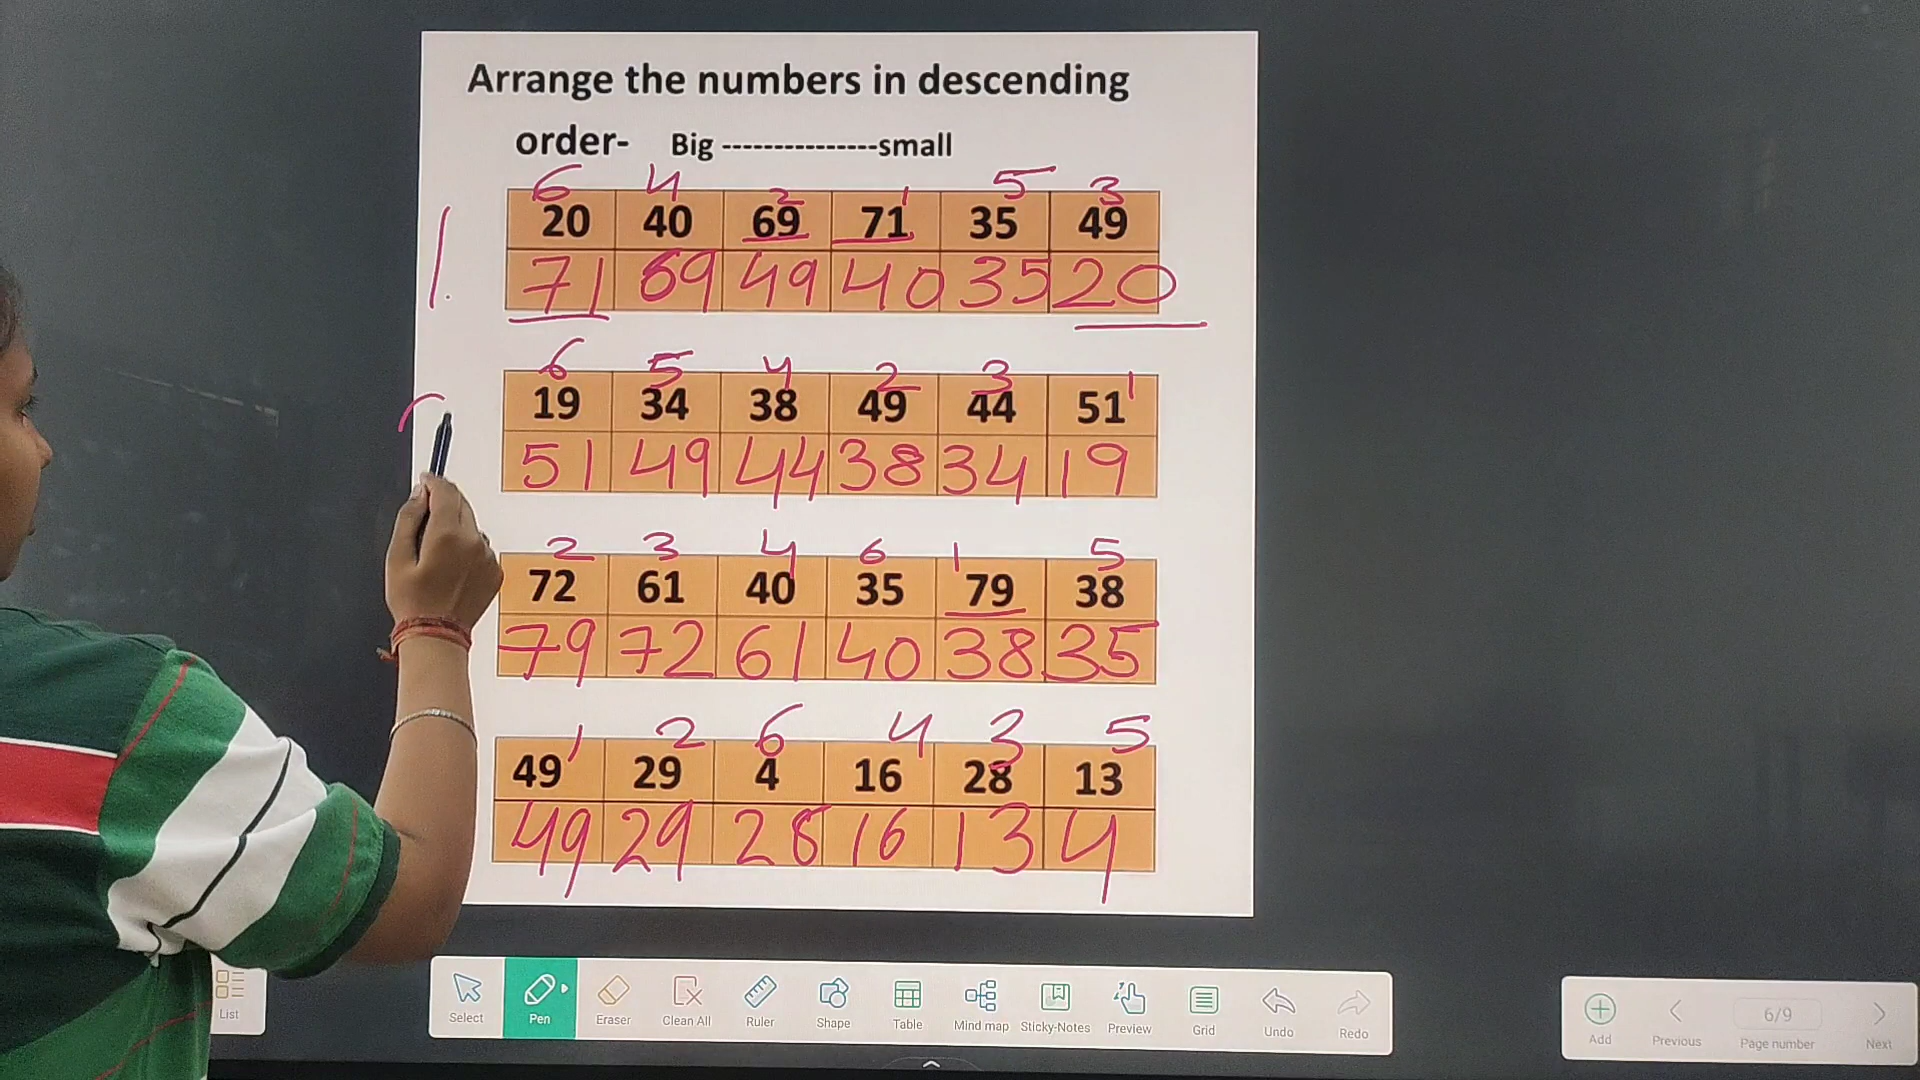 Arrange the numbers in descending
order- Big ---------------small
6 4 2 1 5 3
1. 20 40 69 71 35 49
71 69 49 40 35 20
6 5 4 2 3 1
19 34 38 49 44 51
51 49 44 38 34 19
2 3 4 6 1 5
72 61 40 35 79 38
79 72 61 40 38 35
1 2 6 4 3 5
49 29 4 16 28 13
49 29 28 16 13 4
List Select Pen Eraser Clean All Ruler Shape Table Mind map Sticky-Notes Preview Grid Undo Redo
6/9
Add Previous Page number Next